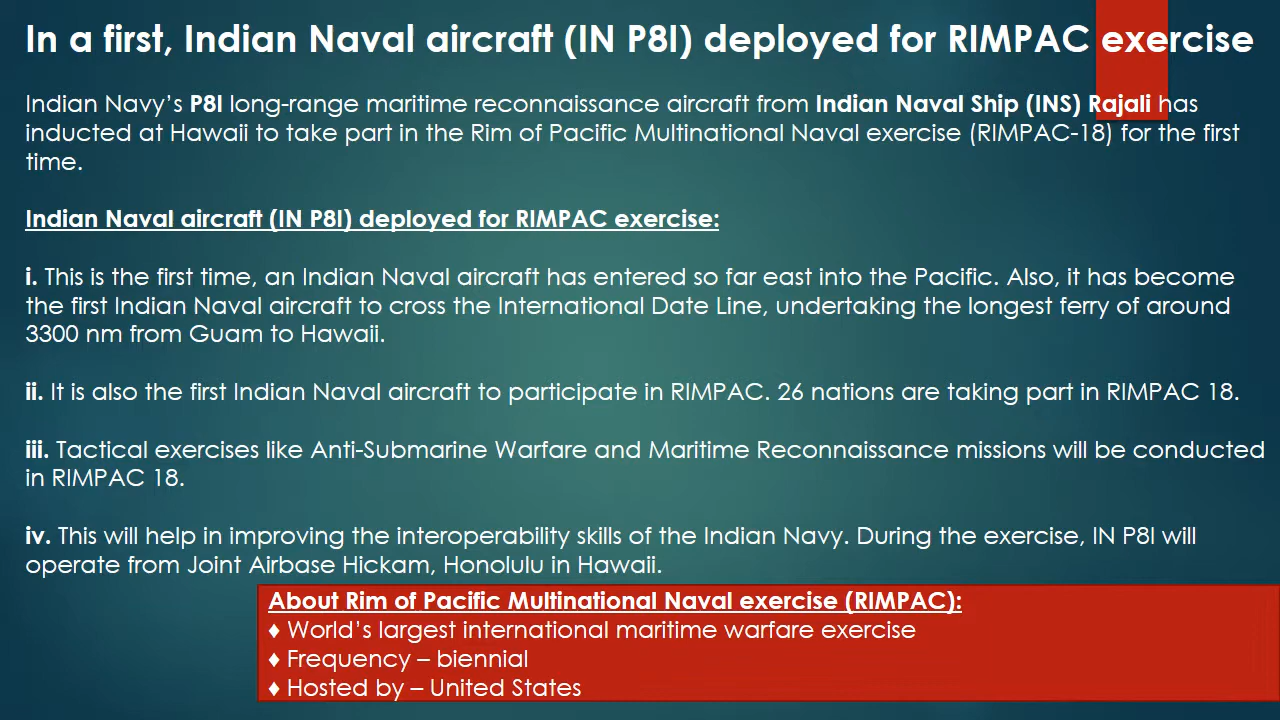 In a first, Indian Naval aircraft (IN P8I) deployed for RIMPAC exercise
Indian Navy’s P8I long-range maritime reconnaissance aircraft from Indian Naval Ship (INS) Rajali has
inducted at Hawaii to take part in the Rim of Pacific Multinational Naval exercise (RIMPAC-18) for the first
time.
Indian Naval aircraft (IN P8I) deployed for RIMPAC exercise:
i. This is the first time, an Indian Naval aircraft has entered so far east into the Pacific. Also, it has become
the first Indian Naval aircraft to cross the International Date Line, undertaking the longest ferry of around
3300 nm from Guam to Hawaii.
ii. It is also the first Indian Naval aircraft to participate in RIMPAC. 26 nations are taking part in RIMPAC 18.
iii. Tactical exercises like Anti-Submarine Warfare and Maritime Reconnaissance missions will be conducted
in RIMPAC 18.
iv. This will help in improving the interoperability skills of the Indian Navy. During the exercise, IN P8I will
operate from Joint Airbase Hickam, Honolulu in Hawaii.
About Rim of Pacific Multinational Naval exercise (RIMPAC):
♦ World’s largest international maritime warfare exercise
♦ Frequency – biennial
♦ Hosted by – United States